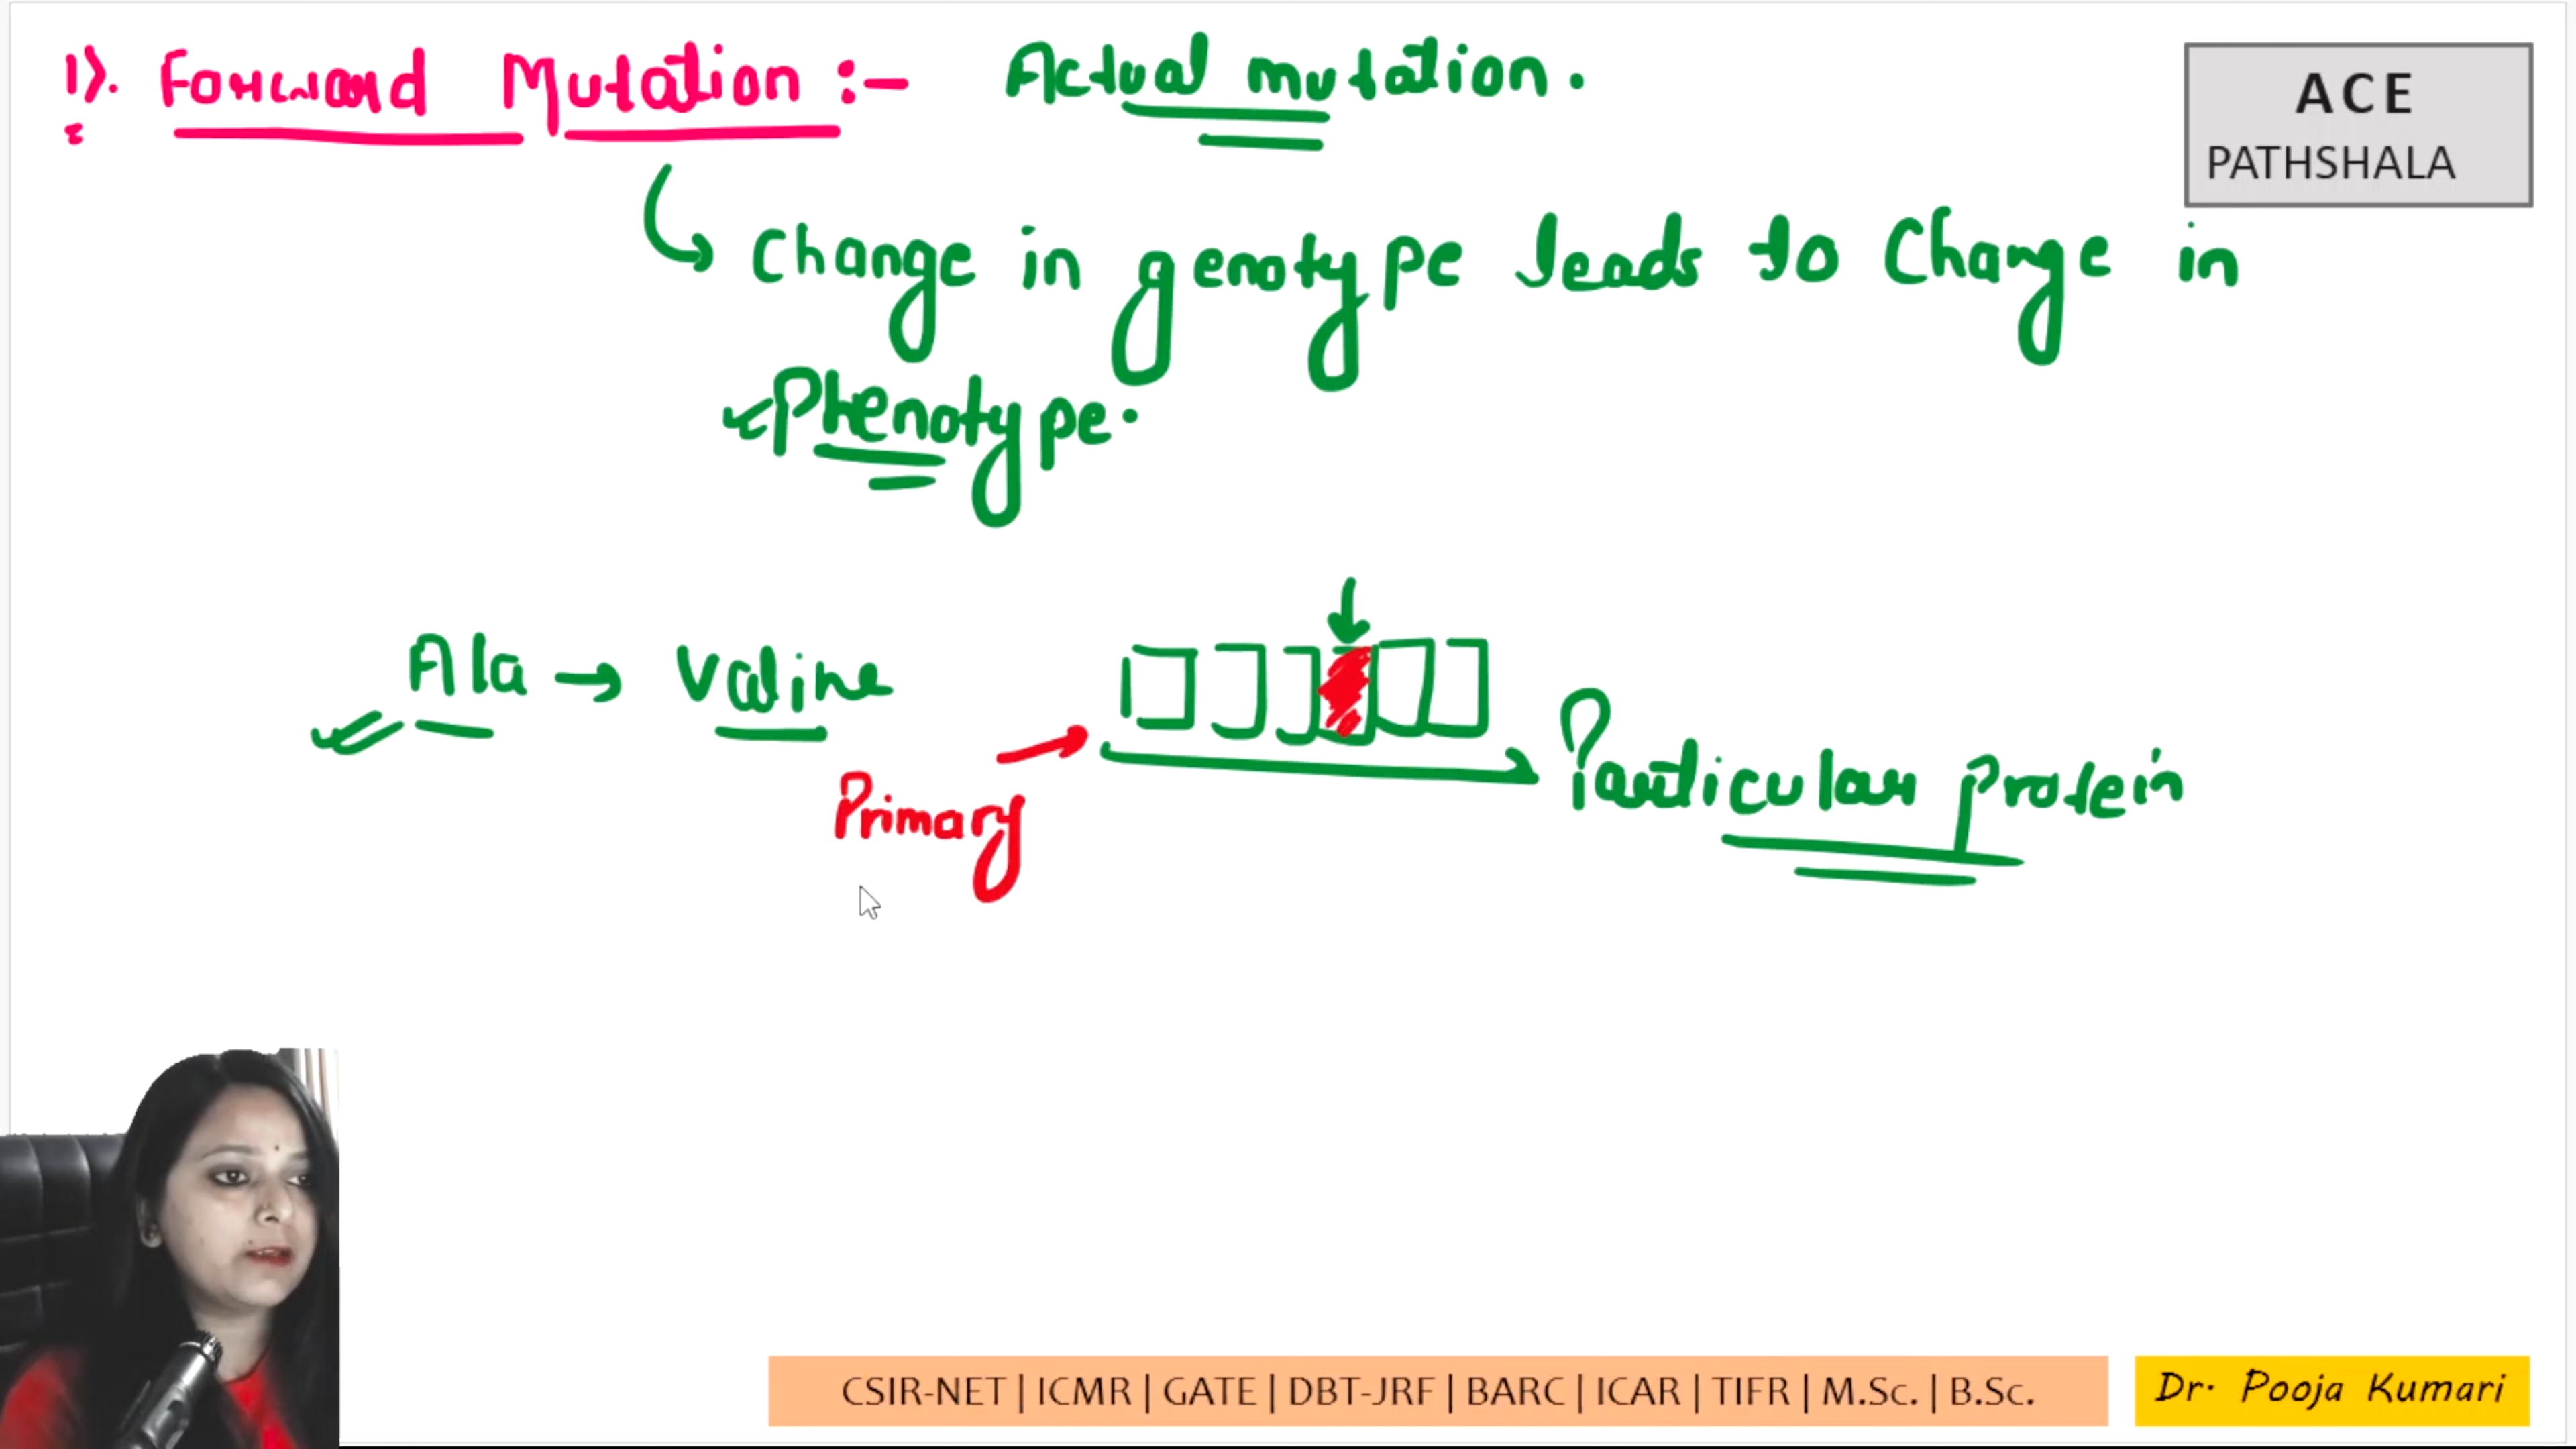 1). Forward Mutation :- Actual mutation.
ACE
PATHSHALA
Change in genotype leads to Change in
Phenotype.
Ala → Valine
Primary
Particular protein
CSIR-NET | ICMR | GATE | DBT-JRF | BARC | ICAR | TIFR | M.Sc. | B.Sc.
Dr. Pooja Kumari